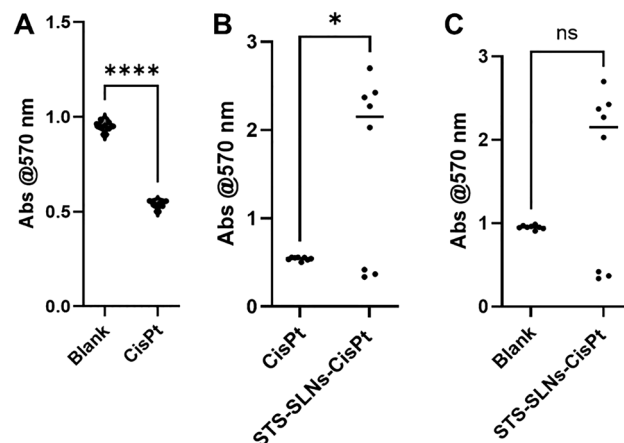 A
Abs @570 nm
1.5
1.0
0.5
0.0
****
Blank
CisPt
B
Abs @570 nm
3
2
1
0
*
CisPt
STS-SLNs-CisPt
C
Abs @570 nm
3
2
1
0
ns
Blank
STS-SLNs-CisPt